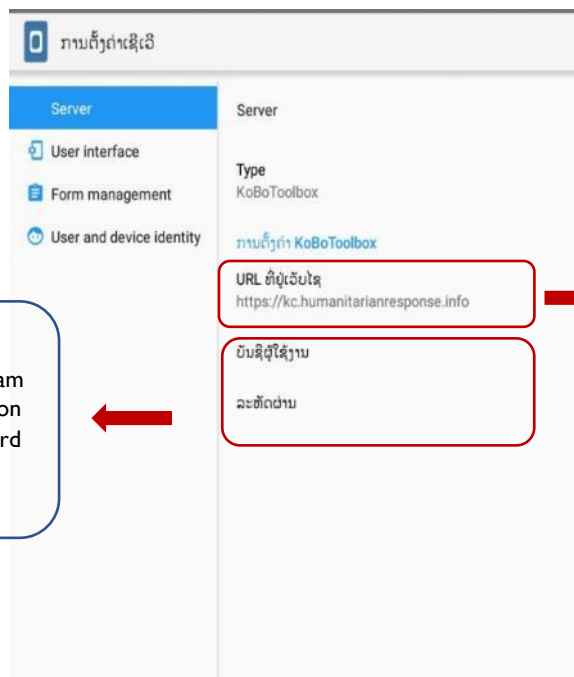 ການຕັ້ງຄ່າເຊີເວີ
Server
User interface
Form management
User and device identity
Server
Type
KoBoToolbox
ການຕັ້ງຄ່າ KoBoToolbox
URL ທີ່ຢູ່ເວັບໄຊ
https://kc.humanitarianresponse.info
ບັນຊີຜູ້ໃຊ້ງານ
ລະຫັດຜ່ານ
am
on
rd